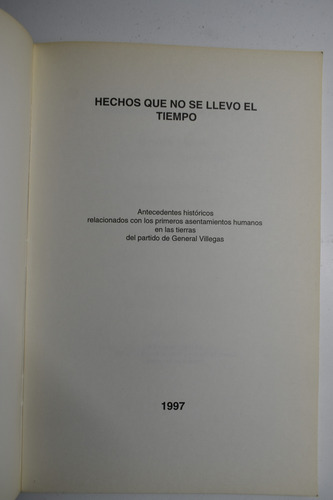 HECHOS QUE NO SE LLEVO EL
TIEMPO
Antecedentes históricos
relacionados con los primeros asentamientos humanos
en las tierras
del partido de General Villegas
1997